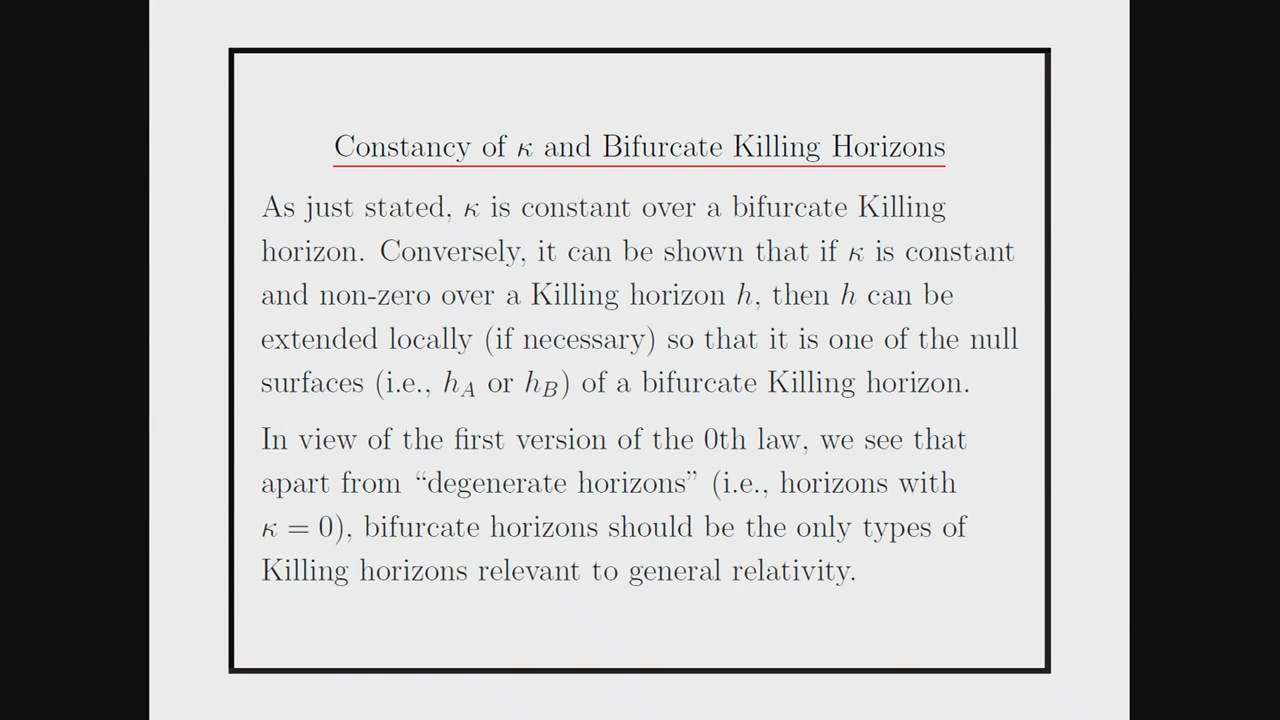 Constancy of κ and Bifurcate Killing Horizons
As just stated, κ is constant over a bifurcate Killing
horizon. Conversely, it can be shown that if κ is constant
and non-zero over a Killing horizon h, then h can be
extended locally (if necessary) so that it is one of the null
surfaces (i.e., h_A or h_B) of a bifurcate Killing horizon.
In view of the first version of the 0th law, we see that
apart from “degenerate horizons” (i.e., horizons with
κ = 0), bifurcate horizons should be the only types of
Killing horizons relevant to general relativity.